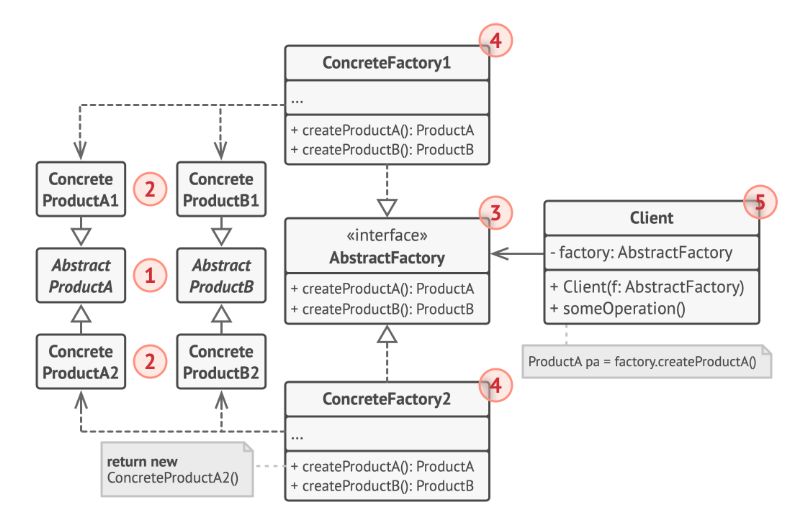 4
ConcreteFactory1
...
+ createProductA(): ProductA
+ createProductB(): ProductB
Concrete
ProductA1
2
Concrete
ProductB1
Abstract
ProductA
1
Abstract
ProductB
Concrete
ProductA2
2
Concrete
ProductB2
3
«interface»
AbstractFactory
+ createProductA(): ProductA
+ createProductB(): ProductB
5
Client
- factory: AbstractFactory
+ Client(f: AbstractFactory)
+ someOperation()
ProductA pa = factory.createProductA()
4
ConcreteFactory2
...
+ createProductA(): ProductA
+ createProductB(): ProductB
return new
ConcreteProductA2()